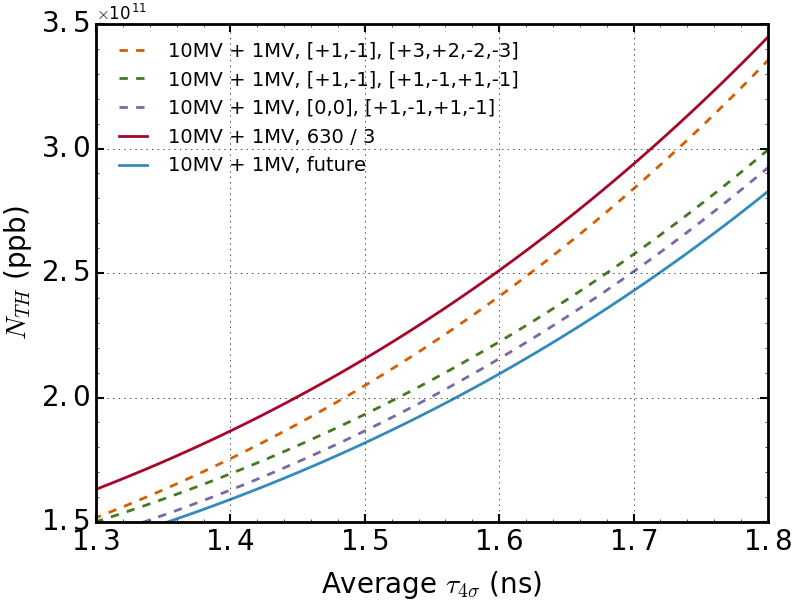 ×10¹¹
3.5
3.0
2.5
2.0
1.5
N_TH (ppb)
10MV + 1MV, [+1,-1], [+3,+2,-2,-3]
10MV + 1MV, [+1,-1], [+1,-1,+1,-1]
10MV + 1MV, [0,0], [+1,-1,+1,-1]
10MV + 1MV, 630 / 3
10MV + 1MV, future
1.3 1.4 1.5 1.6 1.7 1.8
Average τ_4σ (ns)